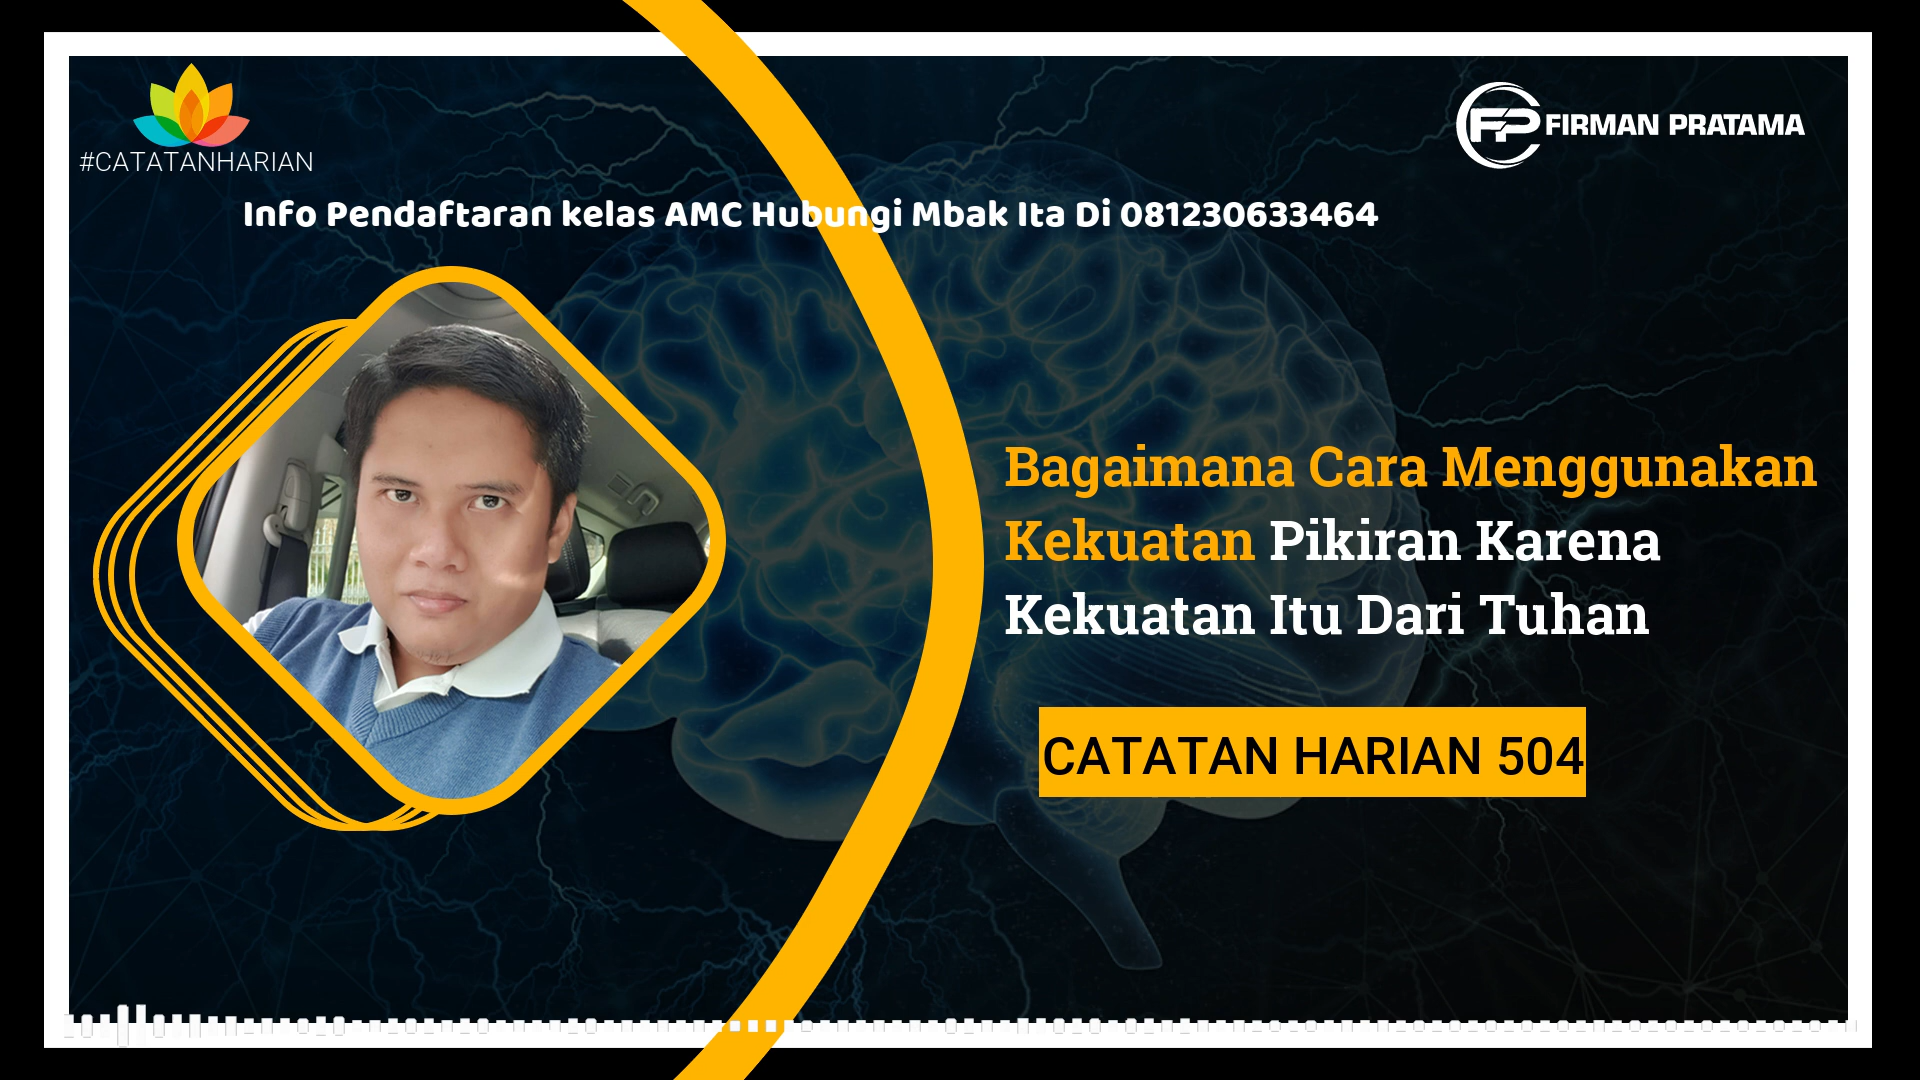 #CATATANHARIAN
FP FIRMAN PRATAMA
Info Pendaftaran kelas AMC Hubungi Mbak Ita Di 081230633464
Bagaimana Cara Menggunakan
Kekuatan Pikiran Karena
Kekuatan Itu Dari Tuhan
CATATAN HARIAN 504